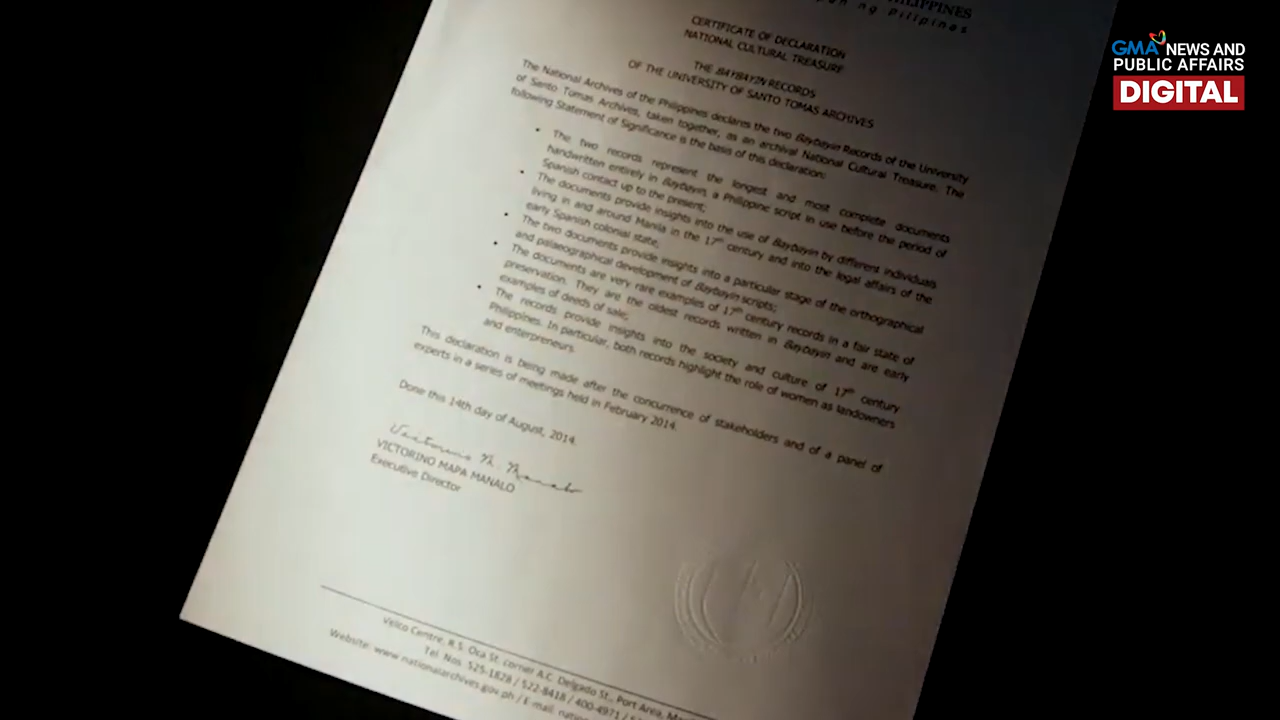 GMA NEWS AND
PUBLIC AFFAIRS
DIGITAL
PHILIPPINES
ng Pilipinas
CERTIFICATE OF DECLARATION
NATIONAL CULTURAL TREASURE
THE BAYBAYIN RECORDS
OF THE UNIVERSITY OF SANTO TOMAS ARCHIVES
The National Archives of the Philippines declares the two Baybayin Records of the University
of Santo Tomas Archives, taken together, as an archival National Cultural Treasure. The
following Statement of Significance is the basis of this declaration:
• The two records represent the longest and most complete documents
handwritten entirely in Baybayin, a Philippine script in use before the period of
Spanish contact up to the present;
• The documents provide insights into the use of Baybayin by different individuals
living in and around Manila in the 17th century and into the legal affairs of the
early Spanish colonial state;
• The two documents provide insights into a particular stage of the orthographical
and palaeographical development of Baybayin scripts;
• The documents are very rare examples of 17th century records in a fair state of
preservation. They are the oldest records written in Baybayin and are early
examples of deeds of sale;
• The records provide insights into the society and culture of 17th century
Philippines. In particular, both records highlight the role of women as landowners
and enterpreneurs.
This declaration is being made after the concurrence of stakeholders and of a panel of
experts in a series of meetings held in February 2014.
Done this 14th day of August, 2014.
Victorino M. Manalo
VICTORINO MAPA MANALO
Executive Director
Velco Centre, R.S. Oca St. corner A.C. Delgado St., Port Area,
Tel. Nos. 525-1828 / 522-8418 / 400-4971 /
Website: www.nationalarchives.gov.ph / E-mail: